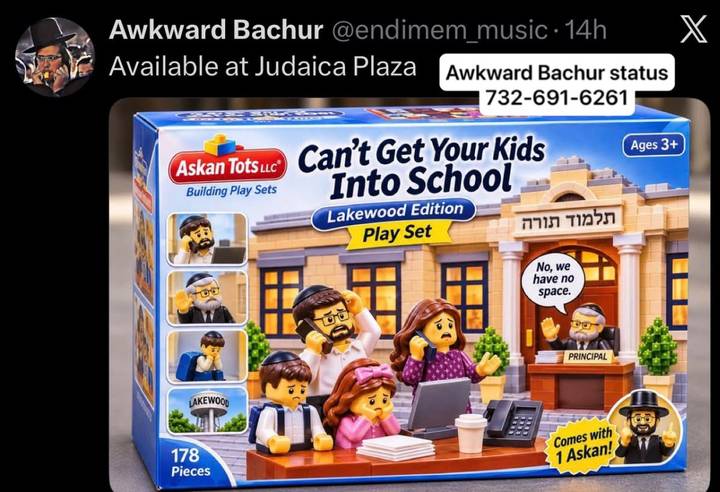 Awkward Bachur @endimem_music · 14h
Available at Judaica Plaza
Awkward Bachur status
732-691-6261
Askan Tots LLC
Building Play Sets
Can't Get Your Kids
Into School
Lakewood Edition
Play Set
Ages 3+
תלמוד תורה
No, we
have no
space.
PRINCIPAL
LAKEWOOD
178
Pieces
Comes with
1 Askan!